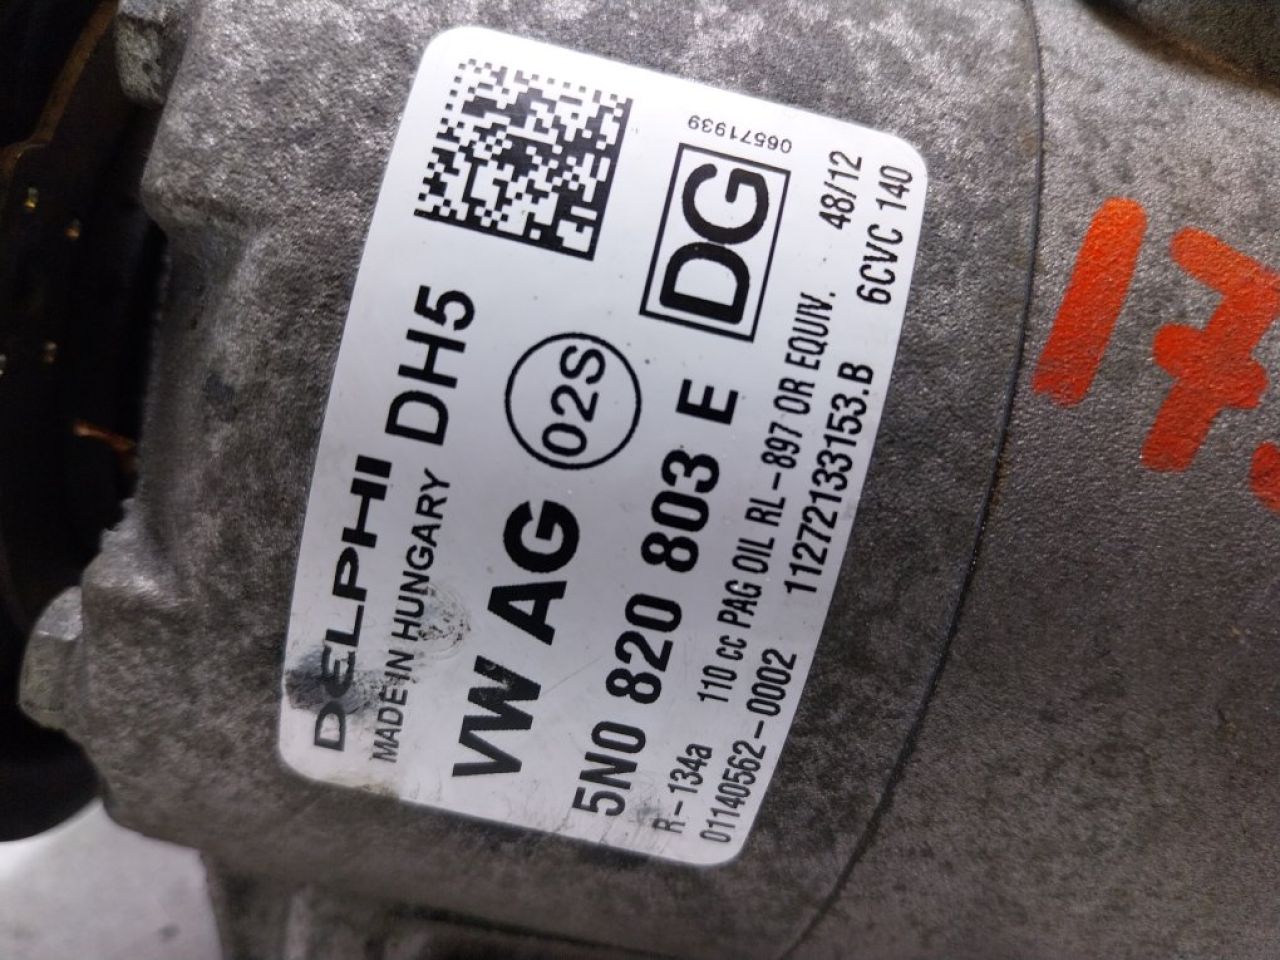 DELPHI
MADE IN HUNGARY DH5
VW AG 02S
5N0 820 803 E DG
06571939
R-134a 110 cc PAG OIL RL-897 OR EQUIV. 48/12
01140562-0002 11272133153.B 6CVC 140
17